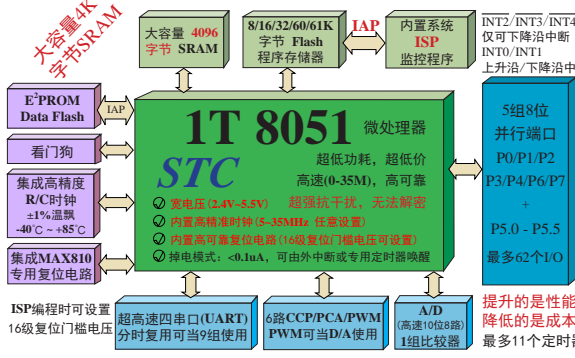 大容量4K
字节SRAM
大容量 4096
字节 SRAM
8/16/32/60/61K
字节 Flash
程序存储器
IAP
内置系统
ISP
监控程序
INT2/INT3/INT4
仅可下降沿中断
INT0/INT1
上升沿/下降沿中
E²PROM
Data Flash
IAP
看门狗
集成高精度
R/C时钟
±1%温飘
-40℃ ~ +85℃
集成MAX810
专用复位电路
ISP编程时可设置
16级复位门槛电压
1T 8051 微处理器
STC
超低功耗，超低价
高速(0-35M)，高可靠
宽电压(2.4V~5.5V) 超强抗干扰，无法解密
内置高精准时钟(5~35MHz 任意设置)
内置高可靠复位电路(16级复位门槛电压可设置)
掉电模式：<0.1uA，可由外中断或专用定时器唤醒
5组8位
并行端口
P0/P1/P2
P3/P4/P6/P7
+
P5.0 - P5.5
最多62个I/O
超高速四串口(UART)
分时复用可当9组使用
6路CCP/PCA/PWM
PWM可当D/A使用
A/D
(高速10位8路)
1组比较器
提升的是性能
降低的是成本
最多11个定时